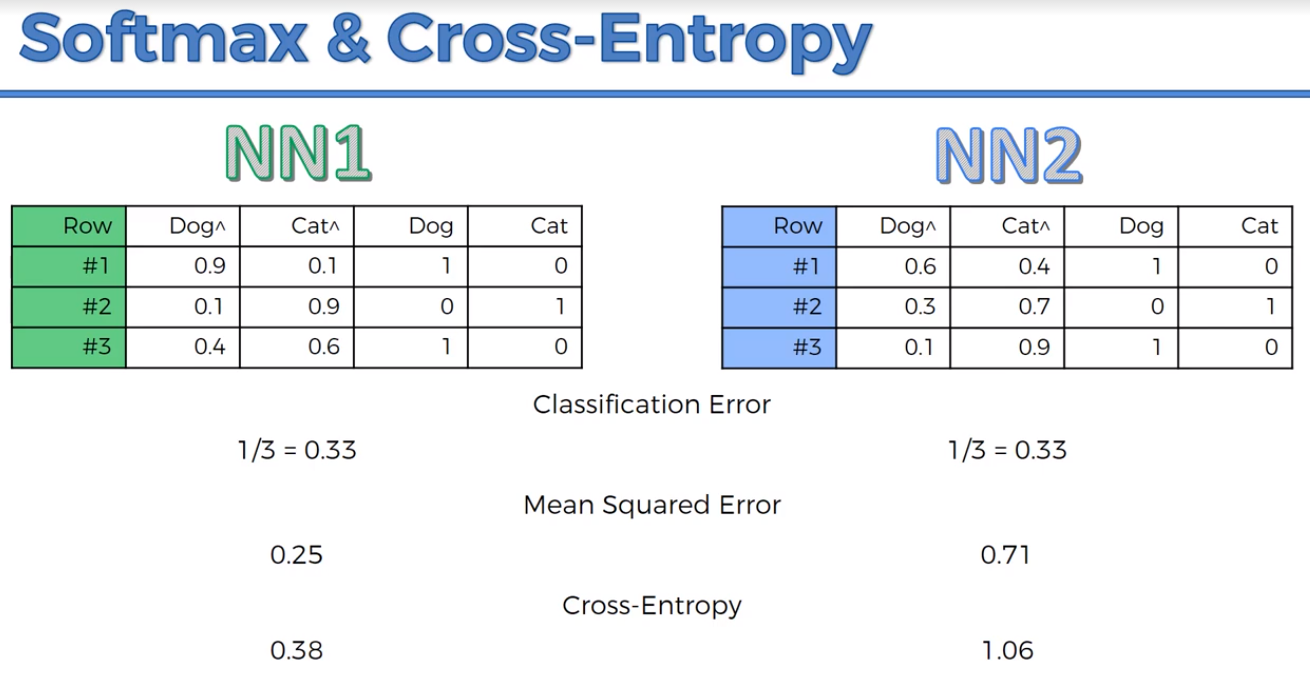 Softmax & Cross-Entropy
NN1
Row Dog^ Cat^ Dog Cat
#1 0.9 0.1 1 0
#2 0.1 0.9 0 1
#3 0.4 0.6 1 0
NN2
Row Dog^ Cat^ Dog Cat
#1 0.6 0.4 1 0
#2 0.3 0.7 0 1
#3 0.1 0.9 1 0
Classification Error
1/3 = 0.33 1/3 = 0.33
Mean Squared Error
0.25 0.71
Cross-Entropy
0.38 1.06